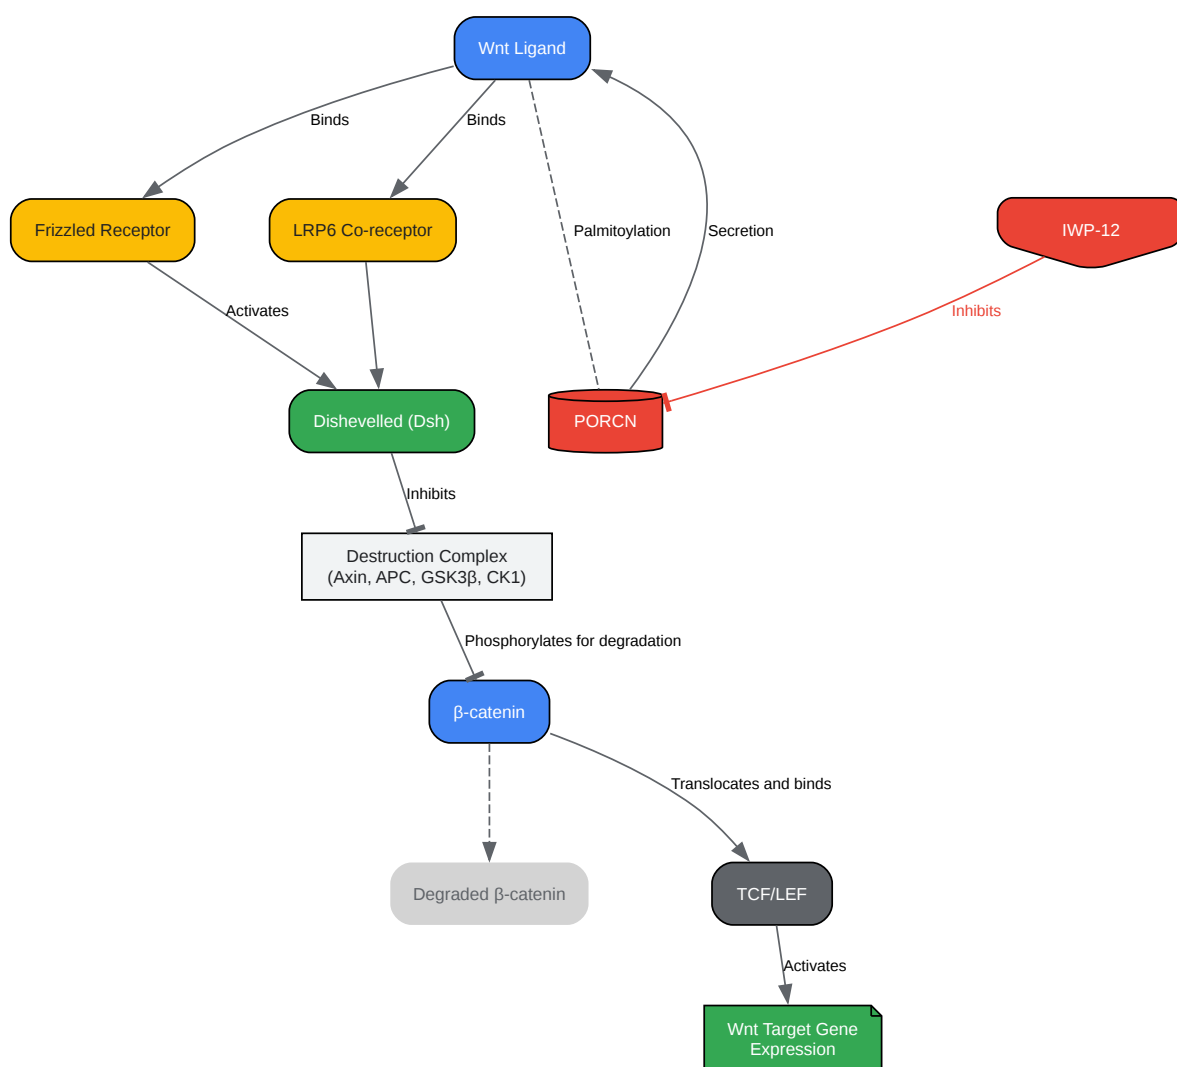 Wnt Ligand
Binds
Binds
Frizzled Receptor
LRP6 Co-receptor
Palmitoylation
Secretion
IWP-12
Activates
Inhibits
Dishevelled (Dsh)
PORCN
Inhibits
Destruction Complex
(Axin, APC, GSK3β, CK1)
Phosphorylates for degradation
β-catenin
Translocates and binds
Degraded β-catenin
TCF/LEF
Activates
Wnt Target Gene
Expression